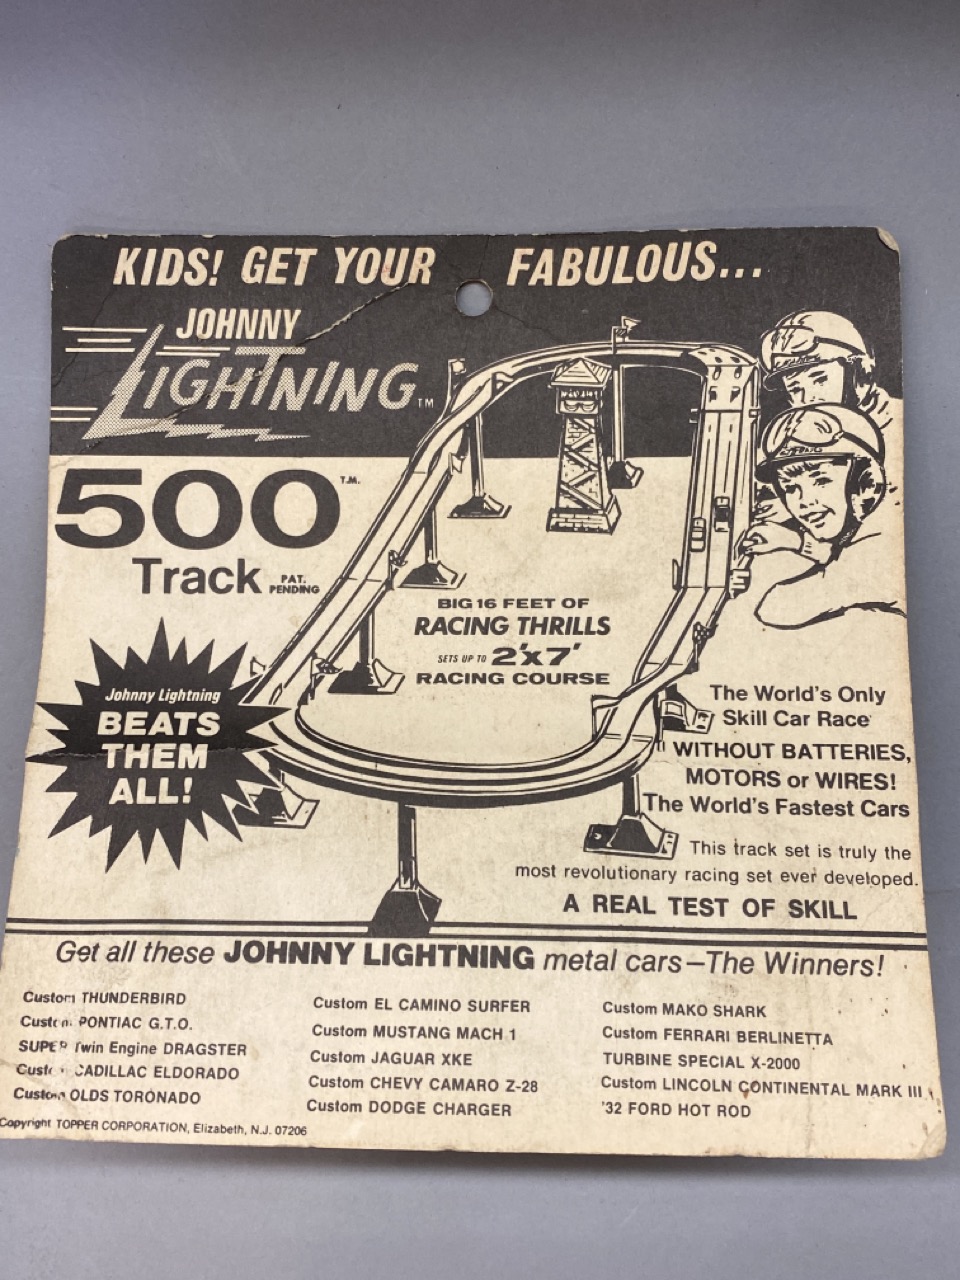 KIDS! GET YOUR FABULOUS...
JOHNNY
LIGHTNING TM
500 T.M.
Track PAT. PENDING
BIG 16 FEET OF
RACING THRILLS
SETS UP TO 2'x7'
RACING COURSE
Johnny Lightning
BEATS
THEM
ALL!
The World's Only
Skill Car Race
WITHOUT BATTERIES,
MOTORS or WIRES!
The World's Fastest Cars
This track set is truly the
most revolutionary racing set ever developed.
A REAL TEST OF SKILL
Get all these JOHNNY LIGHTNING metal cars—The Winners!
Custom THUNDERBIRD
Custom PONTIAC G.T.O.
SUPER Twin Engine DRAGSTER
Custom CADILLAC ELDORADO
Custom OLDS TORONADO
Custom EL CAMINO SURFER
Custom MUSTANG MACH 1
Custom JAGUAR XKE
Custom CHEVY CAMARO Z-28
Custom DODGE CHARGER
Custom MAKO SHARK
Custom FERRARI BERLINETTA
TURBINE SPECIAL X-2000
Custom LINCOLN CONTINENTAL MARK III
'32 FORD HOT ROD
Copyright TOPPER CORPORATION, Elizabeth, N.J. 07206